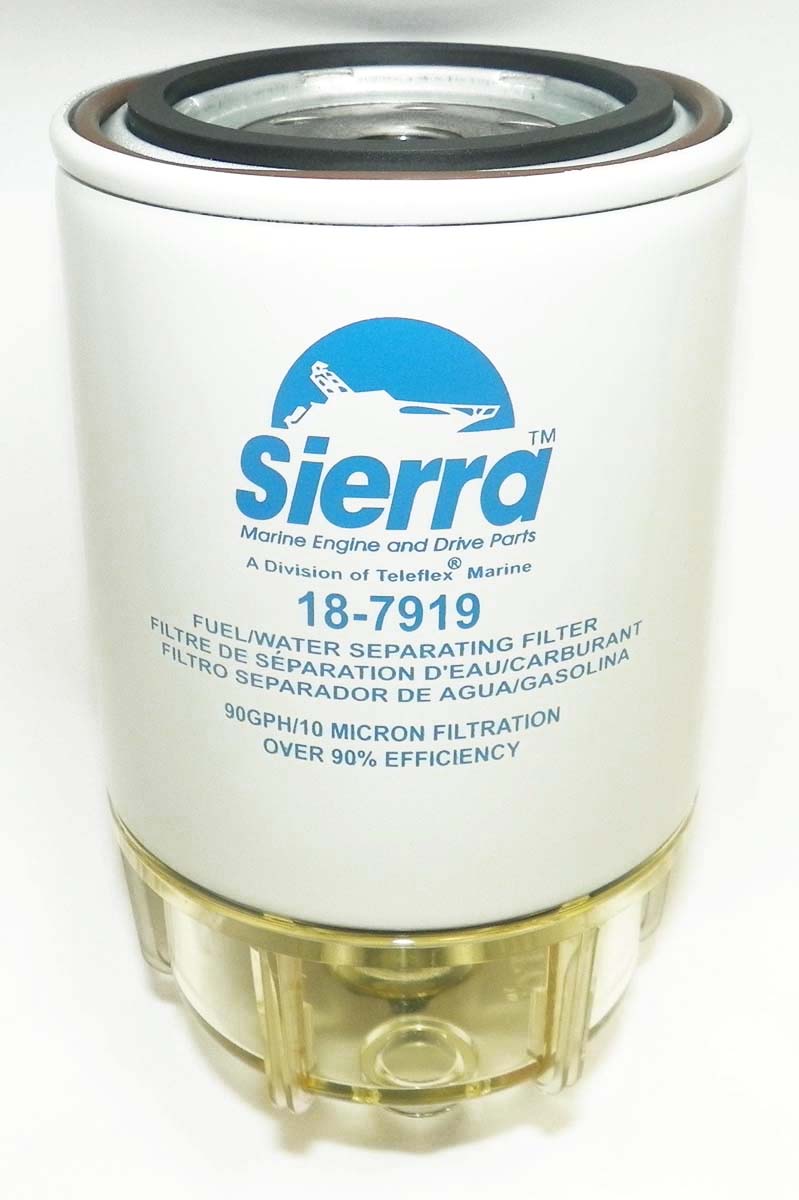 Sierra™
Marine Engine and Drive Parts
A Division of Teleflex® Marine
18-7919
FUEL/WATER SEPARATING FILTER
FILTRE DE SÉPARATION D'EAU/CARBURANT
FILTRO SEPARADOR DE AGUA/GASOLINA
90GPH/10 MICRON FILTRATION
OVER 90% EFFICIENCY